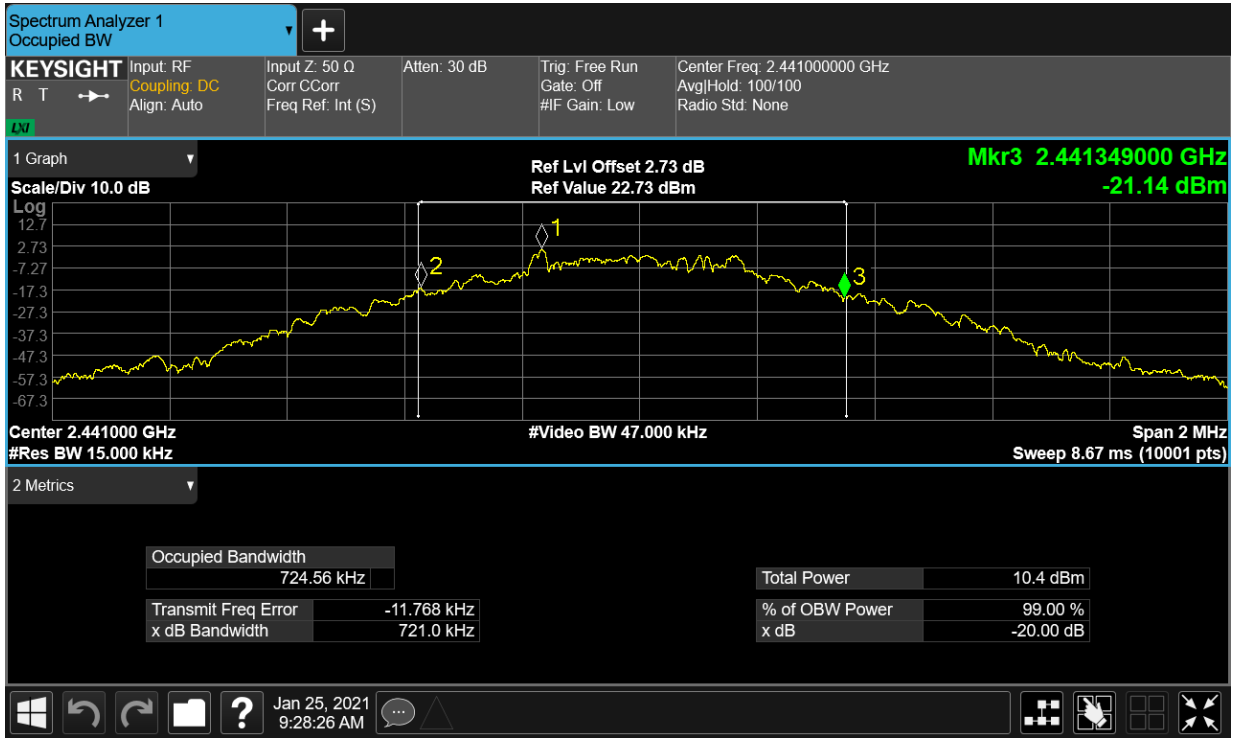 Spectrum Analyzer 1
Occupied BW
KEYSIGHT
R T
LXI
Input: RF
Coupling: DC
Align: Auto
Input Z: 50 Ω
Corr CCorr
Freq Ref: Int (S)
Atten: 30 dB
Trig: Free Run
Gate: Off
#IF Gain: Low
Center Freq: 2.441000000 GHz
Avg|Hold: 100/100
Radio Std: None
1 Graph
Scale/Div 10.0 dB
Ref Lvl Offset 2.73 dB
Ref Value 22.73 dBm
Mkr3 2.441349000 GHz
-21.14 dBm
Log
12.7
2.73
-7.27
-17.3
-27.3
-37.3
-47.3
-57.3
-67.3
1
2
3
Center 2.441000 GHz
#Video BW 47.000 kHz
Span 2 MHz
#Res BW 15.000 kHz
Sweep 8.67 ms (10001 pts)
2 Metrics
Occupied Bandwidth
724.56 kHz
Transmit Freq Error -11.768 kHz
x dB Bandwidth 721.0 kHz
Total Power 10.4 dBm
% of OBW Power 99.00 %
x dB -20.00 dB
?
Jan 25, 2021
9:28:26 AM